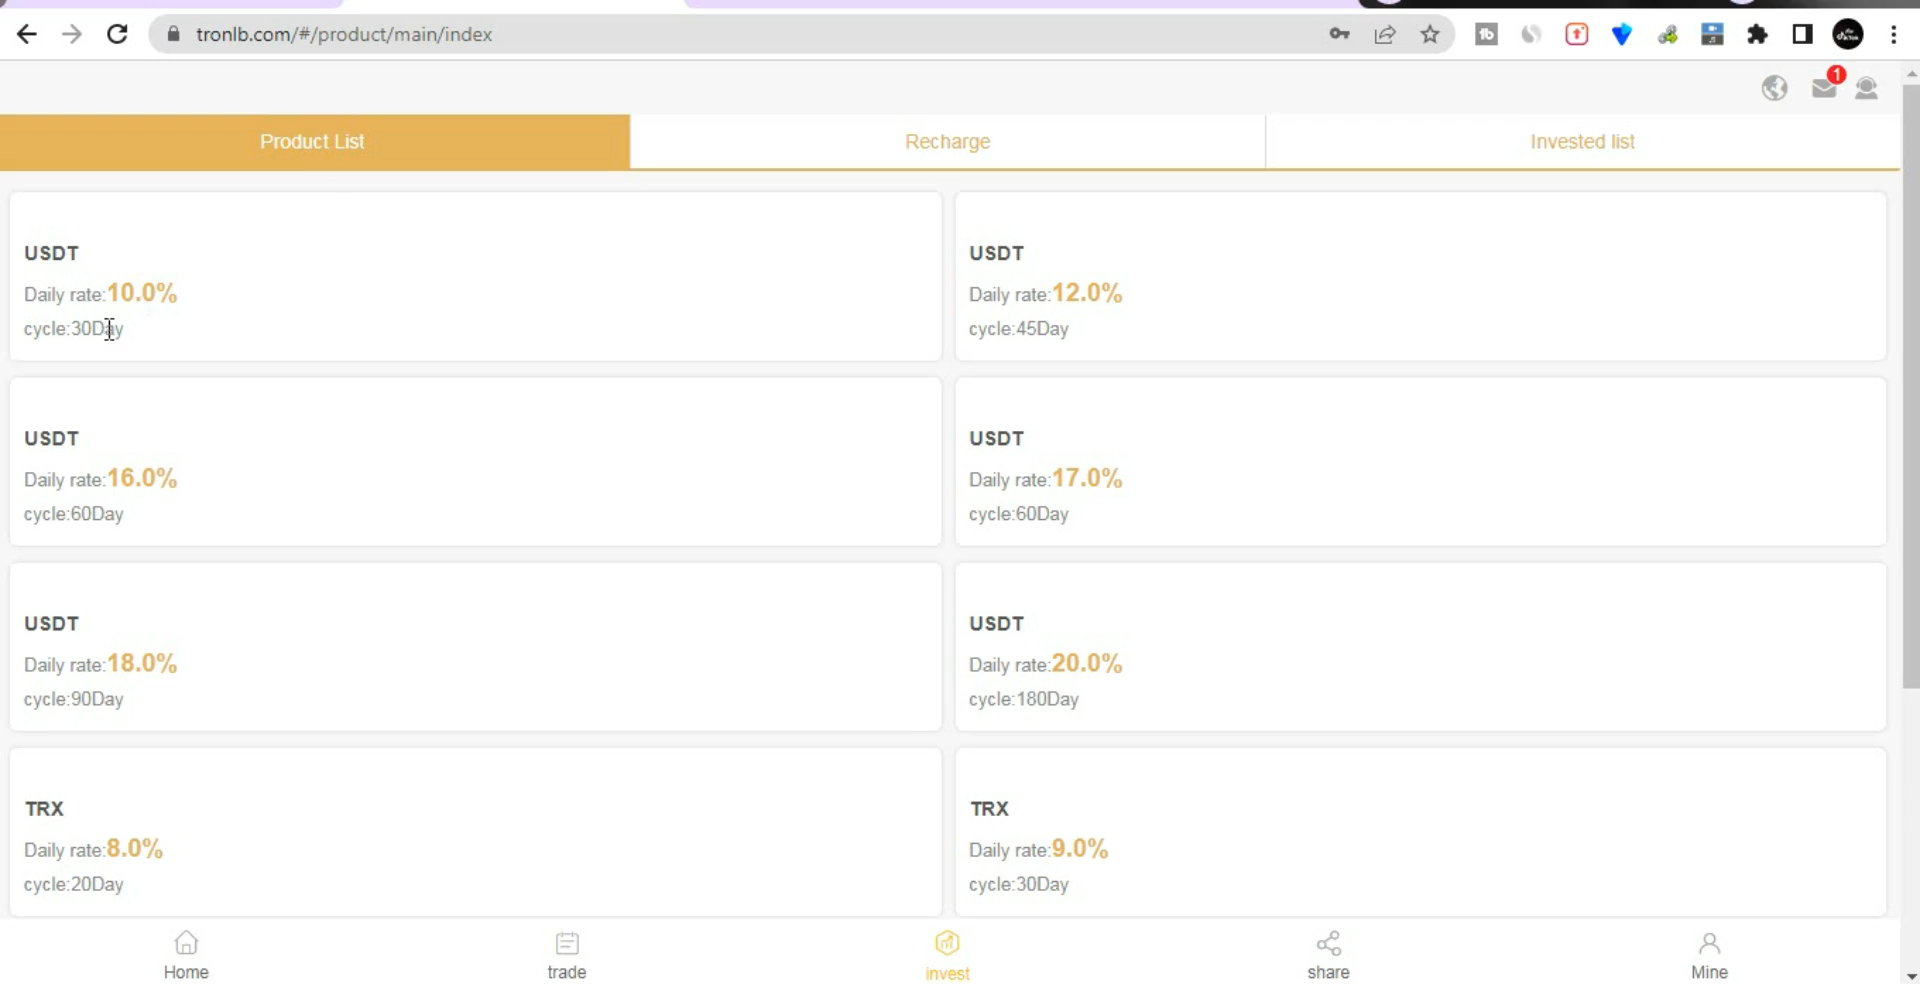 tronlb.com/#/product/main/index
1
Product List
Recharge
Invested list
USDT
Daily rate:10.0%
cycle:30Day
USDT
Daily rate:12.0%
cycle:45Day
USDT
Daily rate:16.0%
cycle:60Day
USDT
Daily rate:17.0%
cycle:60Day
USDT
Daily rate:18.0%
cycle:90Day
USDT
Daily rate:20.0%
cycle:180Day
TRX
Daily rate:8.0%
cycle:20Day
TRX
Daily rate:9.0%
cycle:30Day
Home
trade
invest
share
Mine